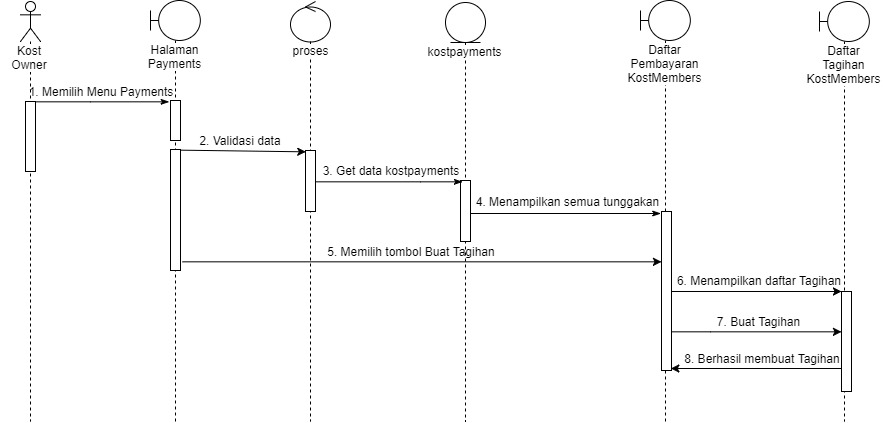 Kost
Owner
Halaman
Payments
proses
kostpayments
Daftar
Pembayaran
KostMembers
Daftar
Tagihan
KostMembers
1. Memilih Menu Payments
2. Validasi data
3. Get data kostpayments
4. Menampilkan semua tunggakan
5. Memilih tombol Buat Tagihan
6. Menampilkan daftar Tagihan
7. Buat Tagihan
8. Berhasil membuat Tagihan